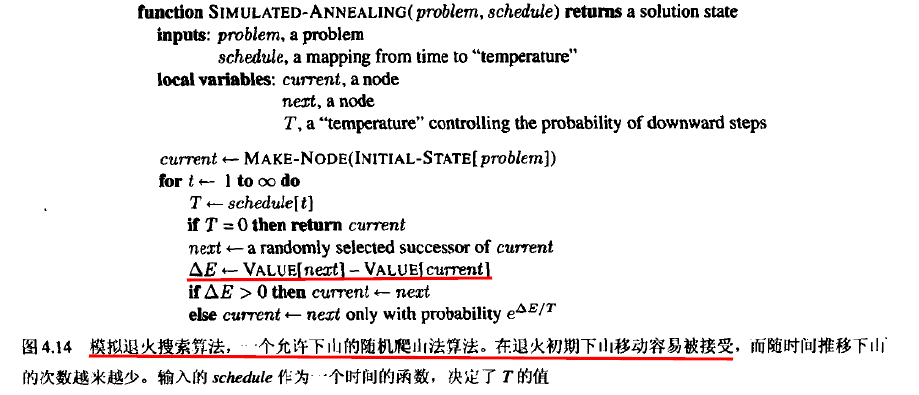 function SIMULATED-ANNEALING(problem, schedule) returns a solution state
inputs: problem, a problem
schedule, a mapping from time to “temperature”
local variables: current, a node
next, a node
T, a “temperature” controlling the probability of downward steps
current ← MAKE-NODE(INITIAL-STATE[problem])
for t ← 1 to ∞ do
T ← schedule[t]
if T = 0 then return current
next ← a randomly selected successor of current
ΔE ← VALUE[next] – VALUE[current]
if ΔE > 0 then current ← next
else current ← next only with probability e^ΔE/T
图 4.14 模拟退火搜索算法，一个允许下山的随机爬山法算法。在退火初期下山移动容易被接受，而随时间推移下山
的次数越来越少。输入的 schedule 作为一个时间的函数，决定了 T 的值